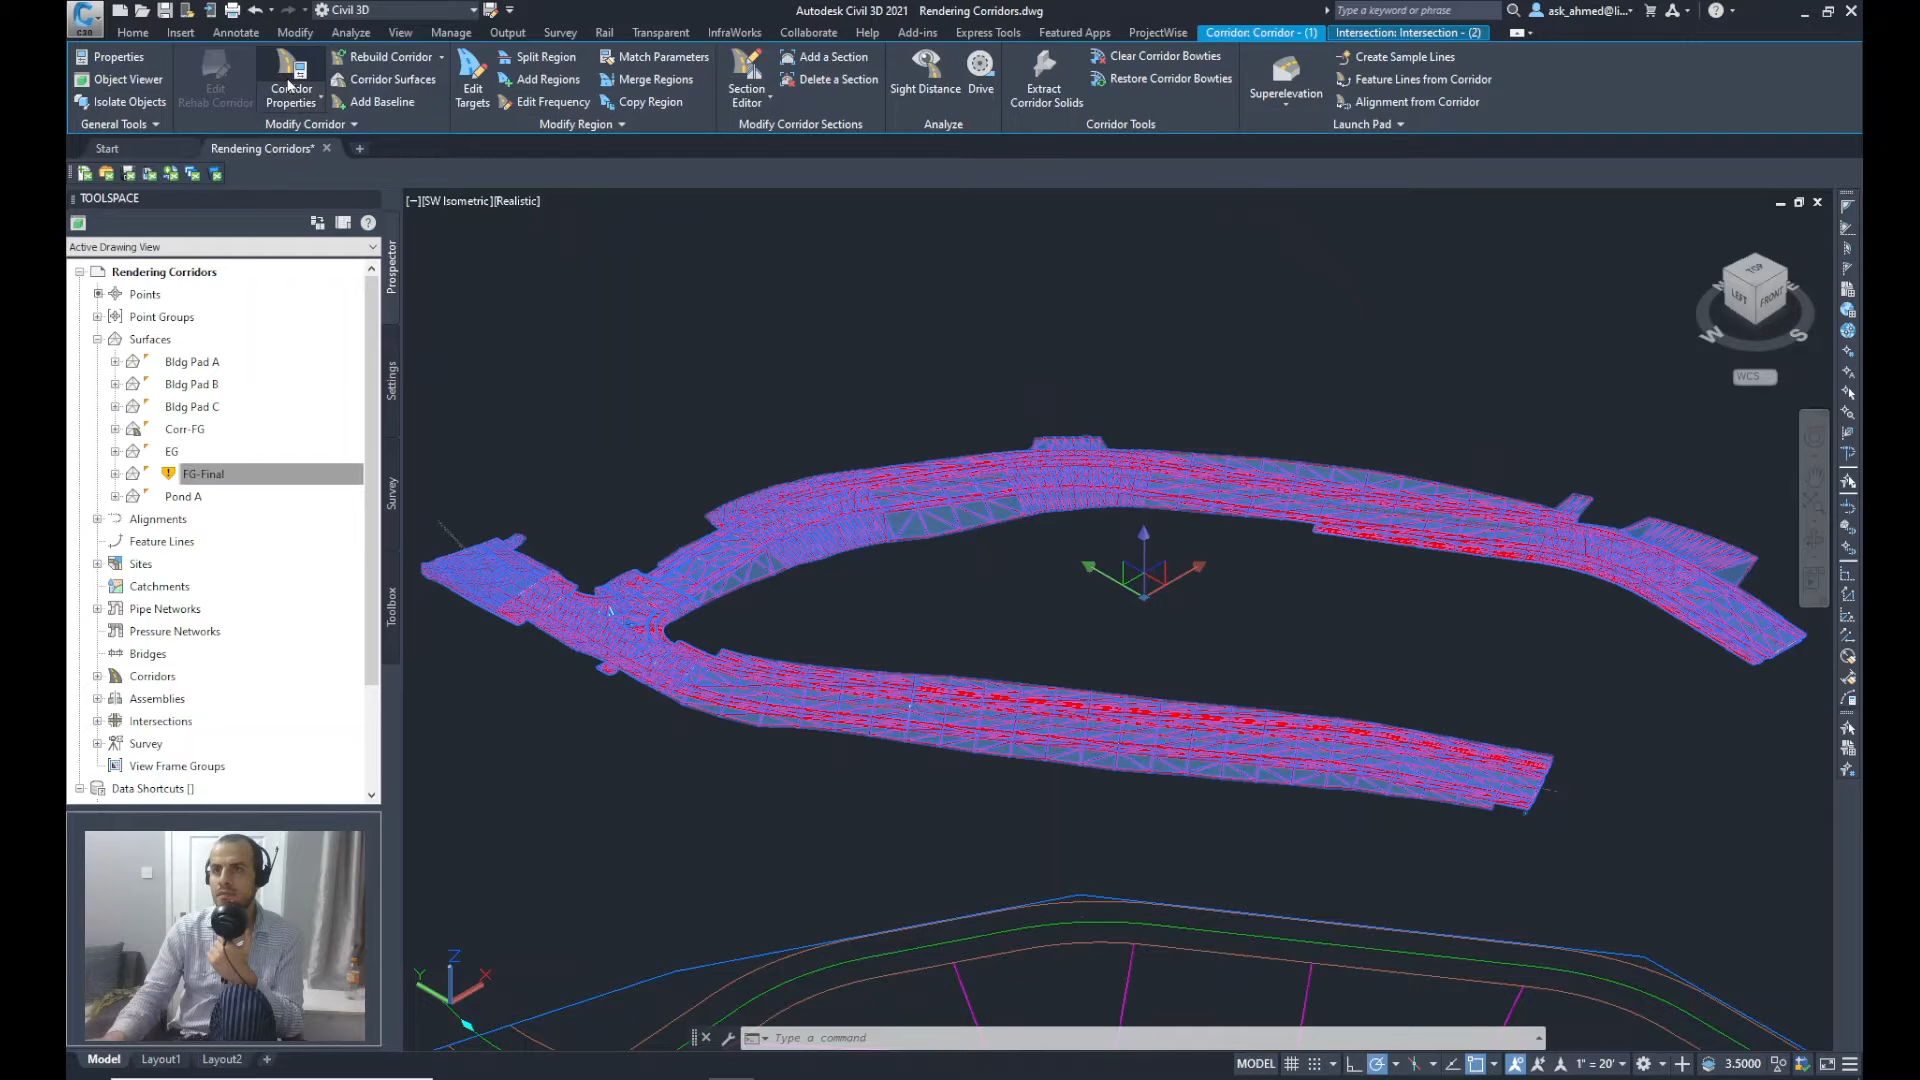 C3D
Civil 3D
Autodesk Civil 3D 2021 Rendering Corridors.dwg
Type a keyword or phrase
ask_ahmed@li...
Home Insert Annotate Modify Analyze View Manage Output Survey Rail Transparent InfraWorks Collaborate Help Add-ins Express Tools Featured Apps ProjectWise Corridor: Corridor - (1) Intersection: Intersection - (2)
Properties
Object Viewer
Isolate Objects
General Tools
Edit
Rehab Corridor
Corridor
Properties
Rebuild Corridor
Corridor Surfaces
Add Baseline
Modify Corridor
Edit
Targets
Split Region
Add Regions
Edit Frequency
Match Parameters
Merge Regions
Copy Region
Modify Region
Section
Editor
Add a Section
Delete a Section
Modify Corridor Sections
Sight Distance
Drive
Analyze
Extract
Corridor Solids
Clear Corridor Bowties
Restore Corridor Bowties
Corridor Tools
Superelevation
Create Sample Lines
Feature Lines from Corridor
Alignment from Corridor
Launch Pad
Start
Rendering Corridors*
TOOLSPACE
Active Drawing View
Rendering Corridors
Points
Point Groups
Surfaces
Bldg Pad A
Bldg Pad B
Bldg Pad C
Corr-FG
EG
FG-Final
Pond A
Alignments
Feature Lines
Sites
Catchments
Pipe Networks
Pressure Networks
Bridges
Corridors
Assemblies
Intersections
Survey
View Frame Groups
Data Shortcuts []
Prospector
Settings
Survey
Toolbox
[−][SW Isometric][Realistic]
TOP
LEFT
FRONT
W
S
WCS
Z
Y
X
Type a command
Model
Layout1
Layout2
MODEL
1" = 20'
3.5000